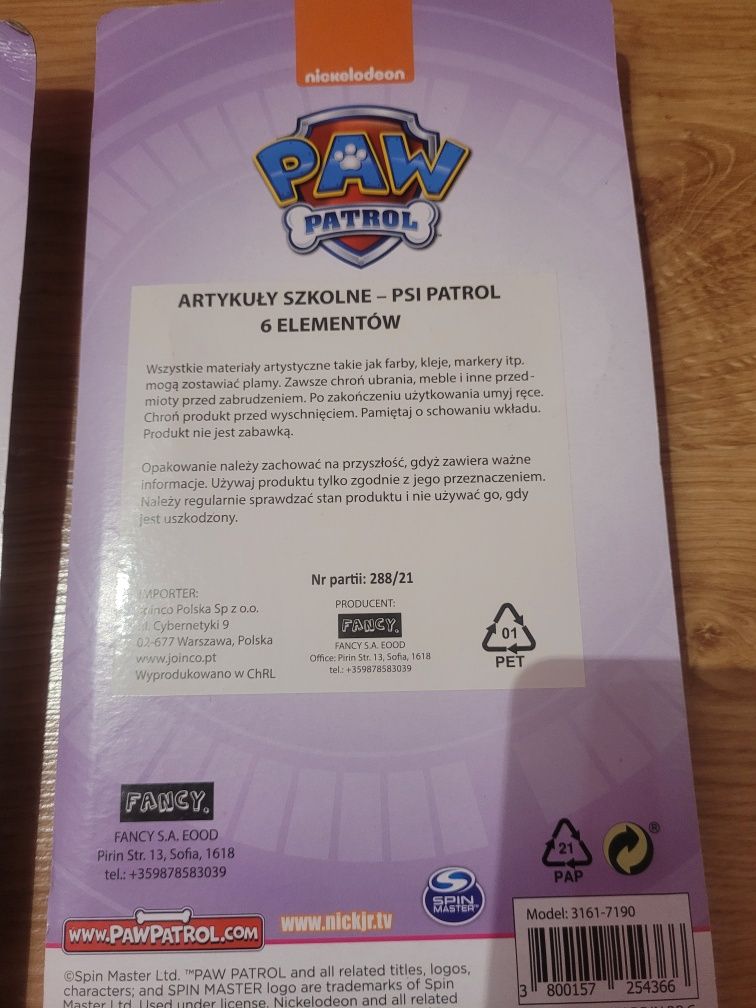 nickelodeon
PAW
PATROL
ARTYKUŁY SZKOLNE – PSI PATROL
6 ELEMENTÓW
Wszystkie materiały artystyczne takie jak farby, kleje, markery itp.
mogą zostawiać plamy. Zawsze chroń ubrania, meble i inne przed-
mioty przed zabrudzeniem. Po zakończeniu użytkowania umyj ręce.
Chroń produkt przed wyschnięciem. Pamiętaj o schowaniu wkładu.
Produkt nie jest zabawką.
Opakowanie należy zachować na przyszłość, gdyż zawiera ważne
informacje. Używaj produktu tylko zgodnie z jego przeznaczeniem.
Należy regularnie sprawdzać stan produktu i nie używać go, gdy
jest uszkodzony.
Nr partii: 288/21
IMPORTER:
Joinco Polska Sp z o.o.
ul. Cybernetyki 9
02-677 Warszawa, Polska
www.joinco.pt
Wyprodukowano w ChRL
PRODUCENT:
FANCY.
FANCY S.A. EOOD
Office: Pirin Str. 13, Sofia, 1618
tel.: +359878583039
01
PET
FANCY.
FANCY S.A. EOOD
Pirin Str. 13, Sofia, 1618
tel.: +359878583039
21
PAP
®
SPIN
MASTER™
www.PAWPATROL.COM
www.nickjr.tv
Model: 3161-7190
3 800157 254366
©Spin Master Ltd. ™PAW PATROL and all related titles, logos,
characters; and SPIN MASTER logo are trademarks of Spin
Master Ltd. Used under license. Nickelodeon and all related